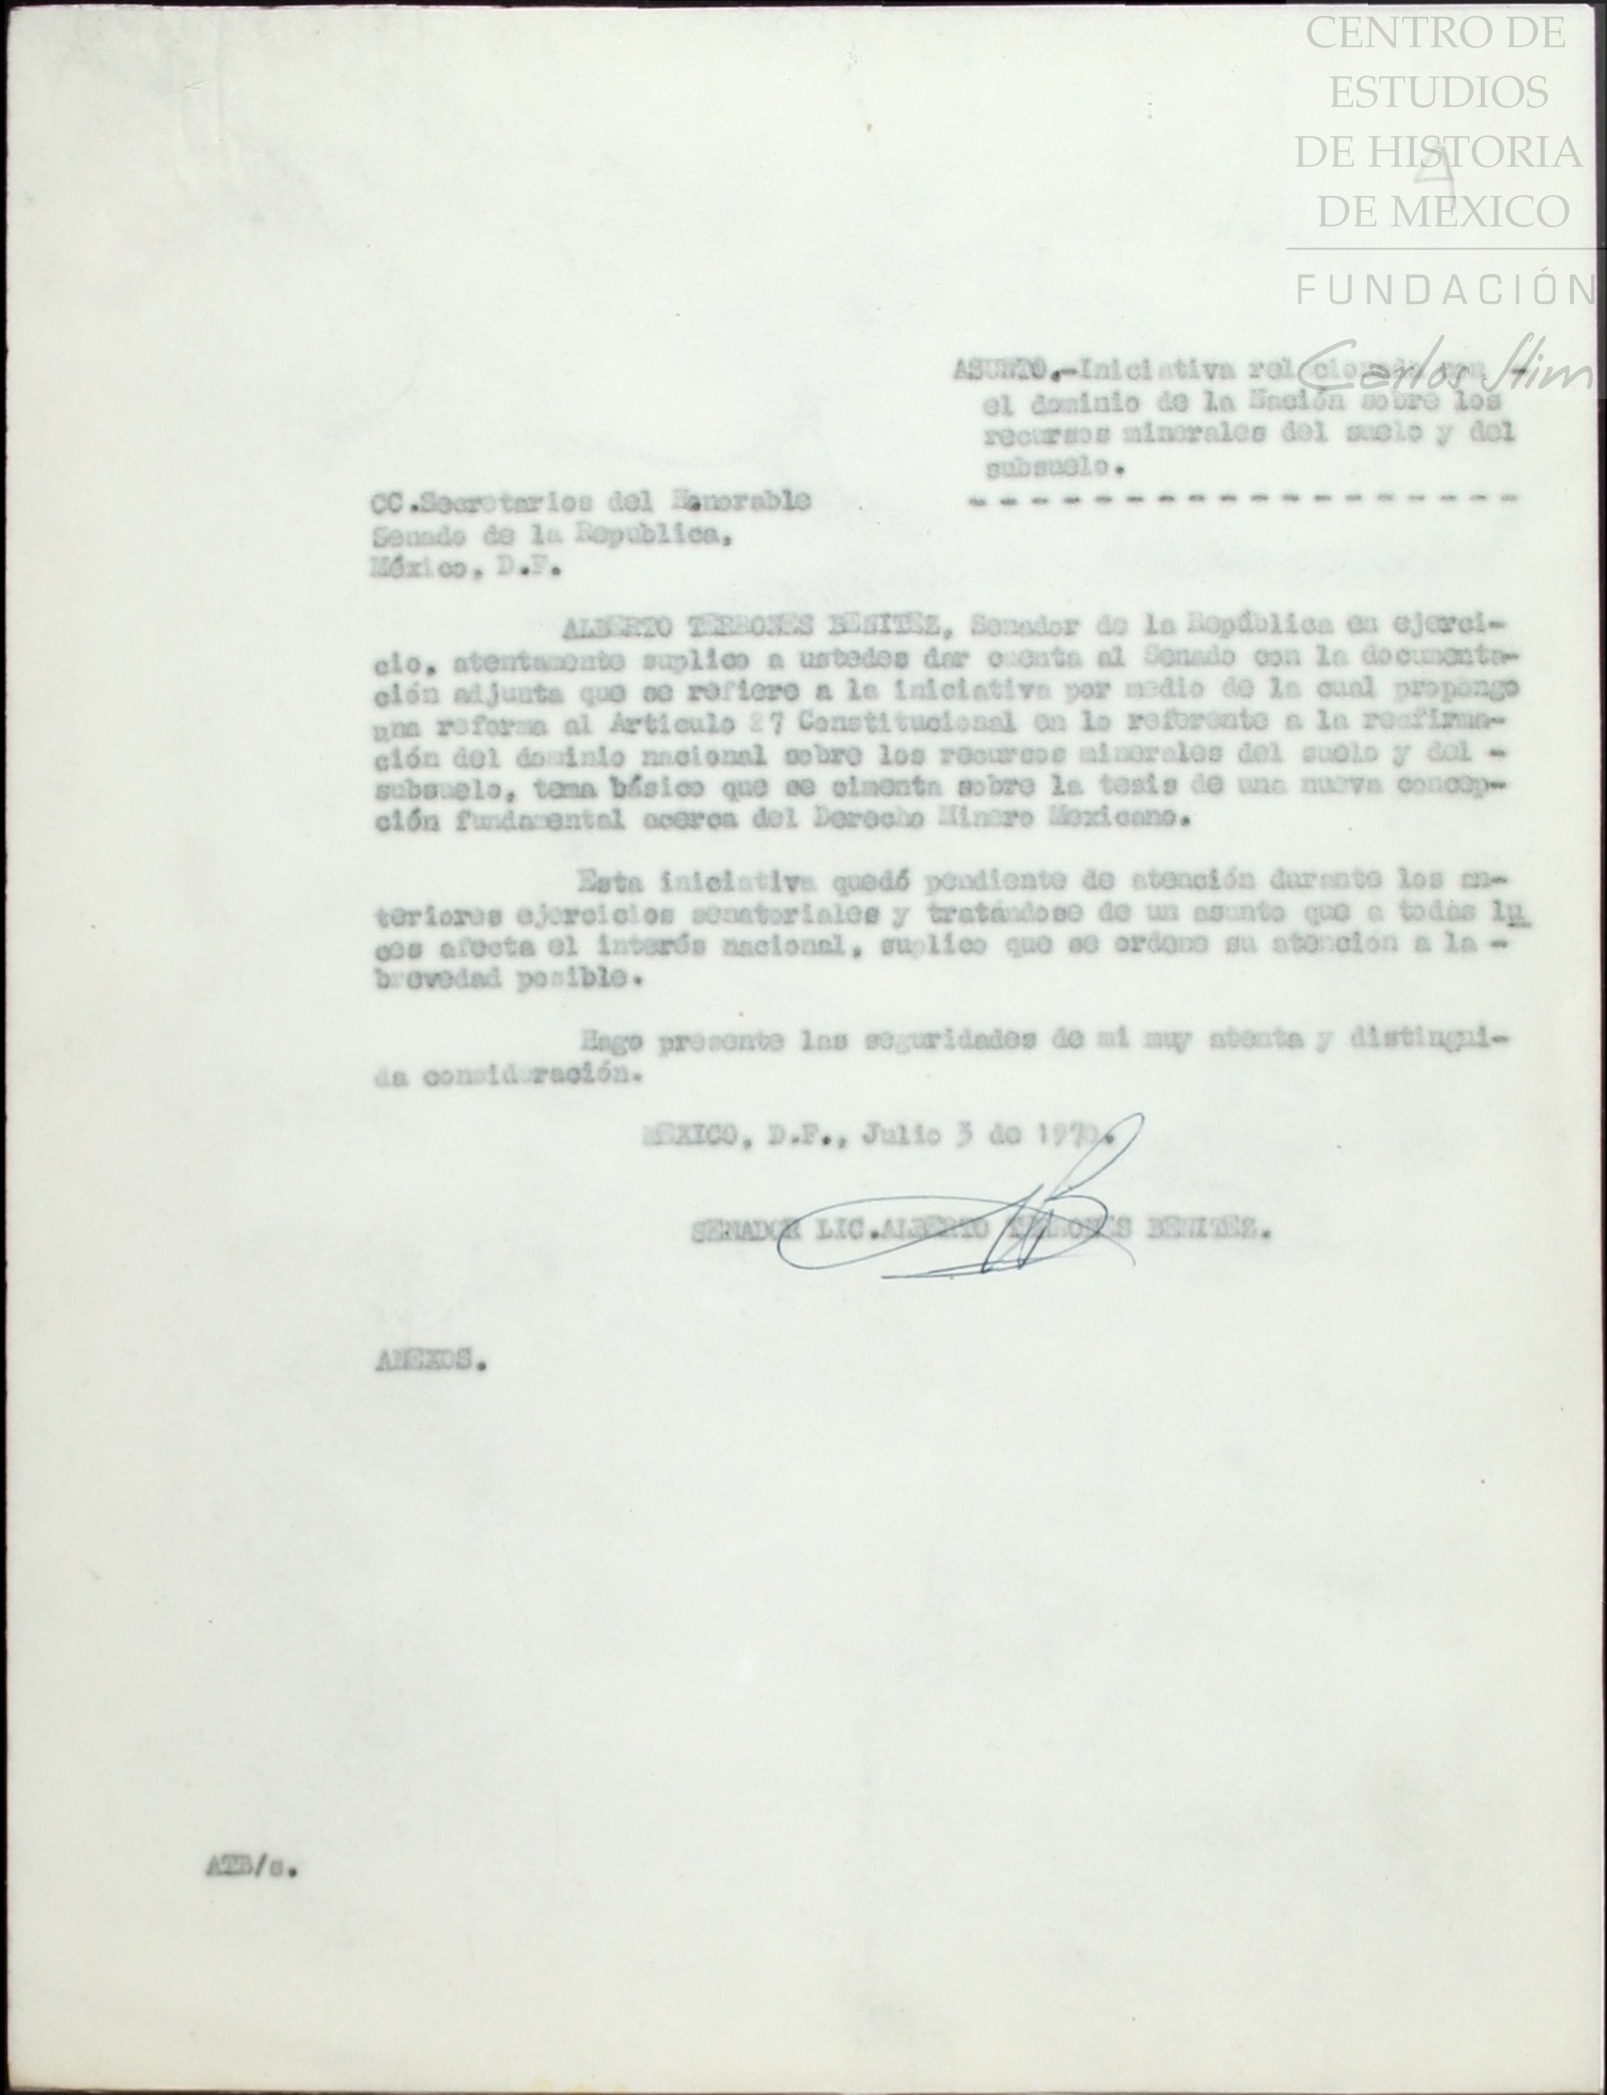 CENTRO DE
ESTUDIOS
DE HISTORIA
DE MEXICO
FUNDACIÓN
Carlos Slim
9
ASUNTO.-Iniciativa relacionada con -
el dominio de la Nación sobre los
recursos minerales del suelo y del
subsuelo.
- - - - - - - - - - - - - - - - - - -
CC.Secretarios del Honorable
Senado de la Republica,
México, D.F.
ALBERTO TERRONES BENITEZ, Senador de la República en ejerci-
cio, atentamente suplico a ustedes dar cuenta al Senado con la documenta-
ción adjunta que se refiere a la iniciativa por medio de la cual propongo
una reforma al Articulo 27 Constitucional en lo referente a la reafirma-
ción del dominio nacional sobre los recursos minerales del suelo y del -
subsuelo, tema básico que se cimenta sobre la tesis de una nueva concep-
ción fundamental acerca del Derecho Minero Mexicano.
Esta iniciativa quedó pendiente de atención durante los an-
teriores ejercicios senatoriales y tratándose de un asunto que a todas lu
ces afecta el interés nacional, suplico que se ordene su atención a la -
brevedad posible.
Hago presente las seguridades de mi muy atenta y distingui-
da consideración.
MEXICO, D.F., Julio 3 de 1970.
SENADOR LIC.ALBERTO TERRONES BENITEZ.
ANEXOS.
ATB/s.